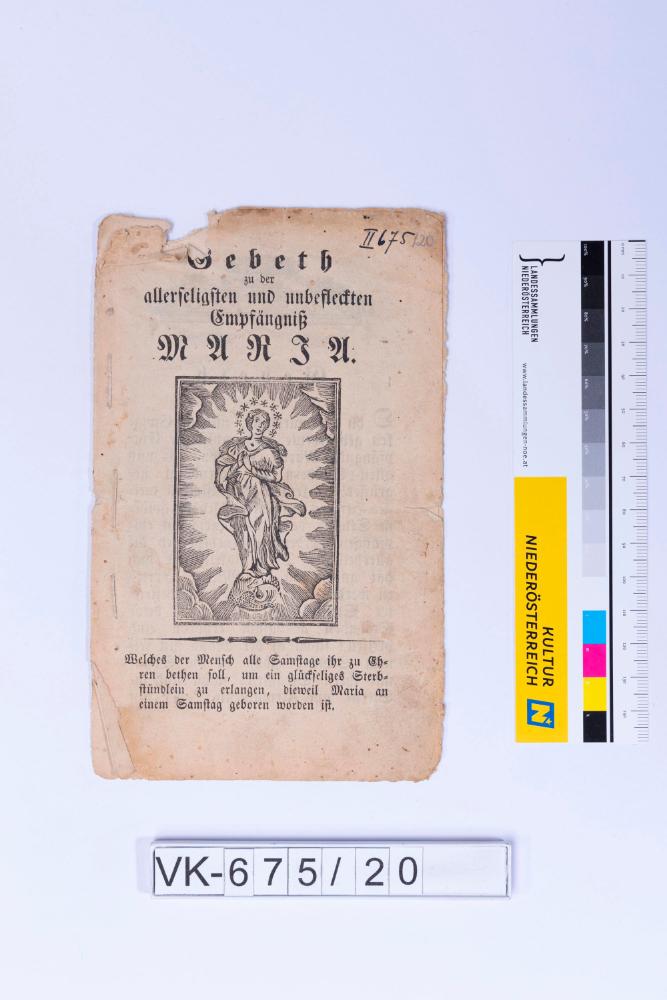 II 675/20
Gebeth
zu der
allerseligsten und unbefleckten
Empfängniß
MARIA.
Welches der Mensch alle Samstage ihr zu Eh-
ren bethen soll, um ein glückseliges Sterb-
stündlein zu erlangen, dieweil Maria an
einem Samstag geboren worden ist.
LANDESSAMMLUNGEN
NIEDERÖSTERREICH
www.landessammlungen-noe.at
KULTUR
NIEDERÖSTERREICH
N
VK-675/20